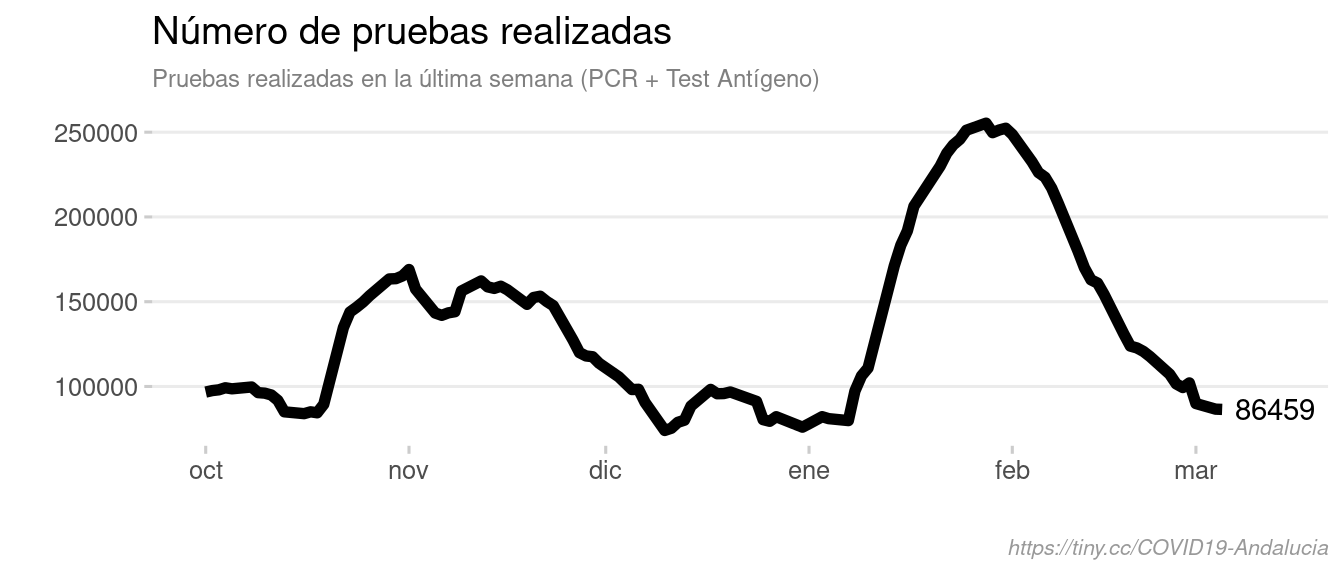 Número de pruebas realizadas
Pruebas realizadas en la última semana (PCR + Test Antígeno)
250000
200000
150000
100000
86459
oct nov dic ene feb mar
https://tiny.cc/COVID19-Andalucia